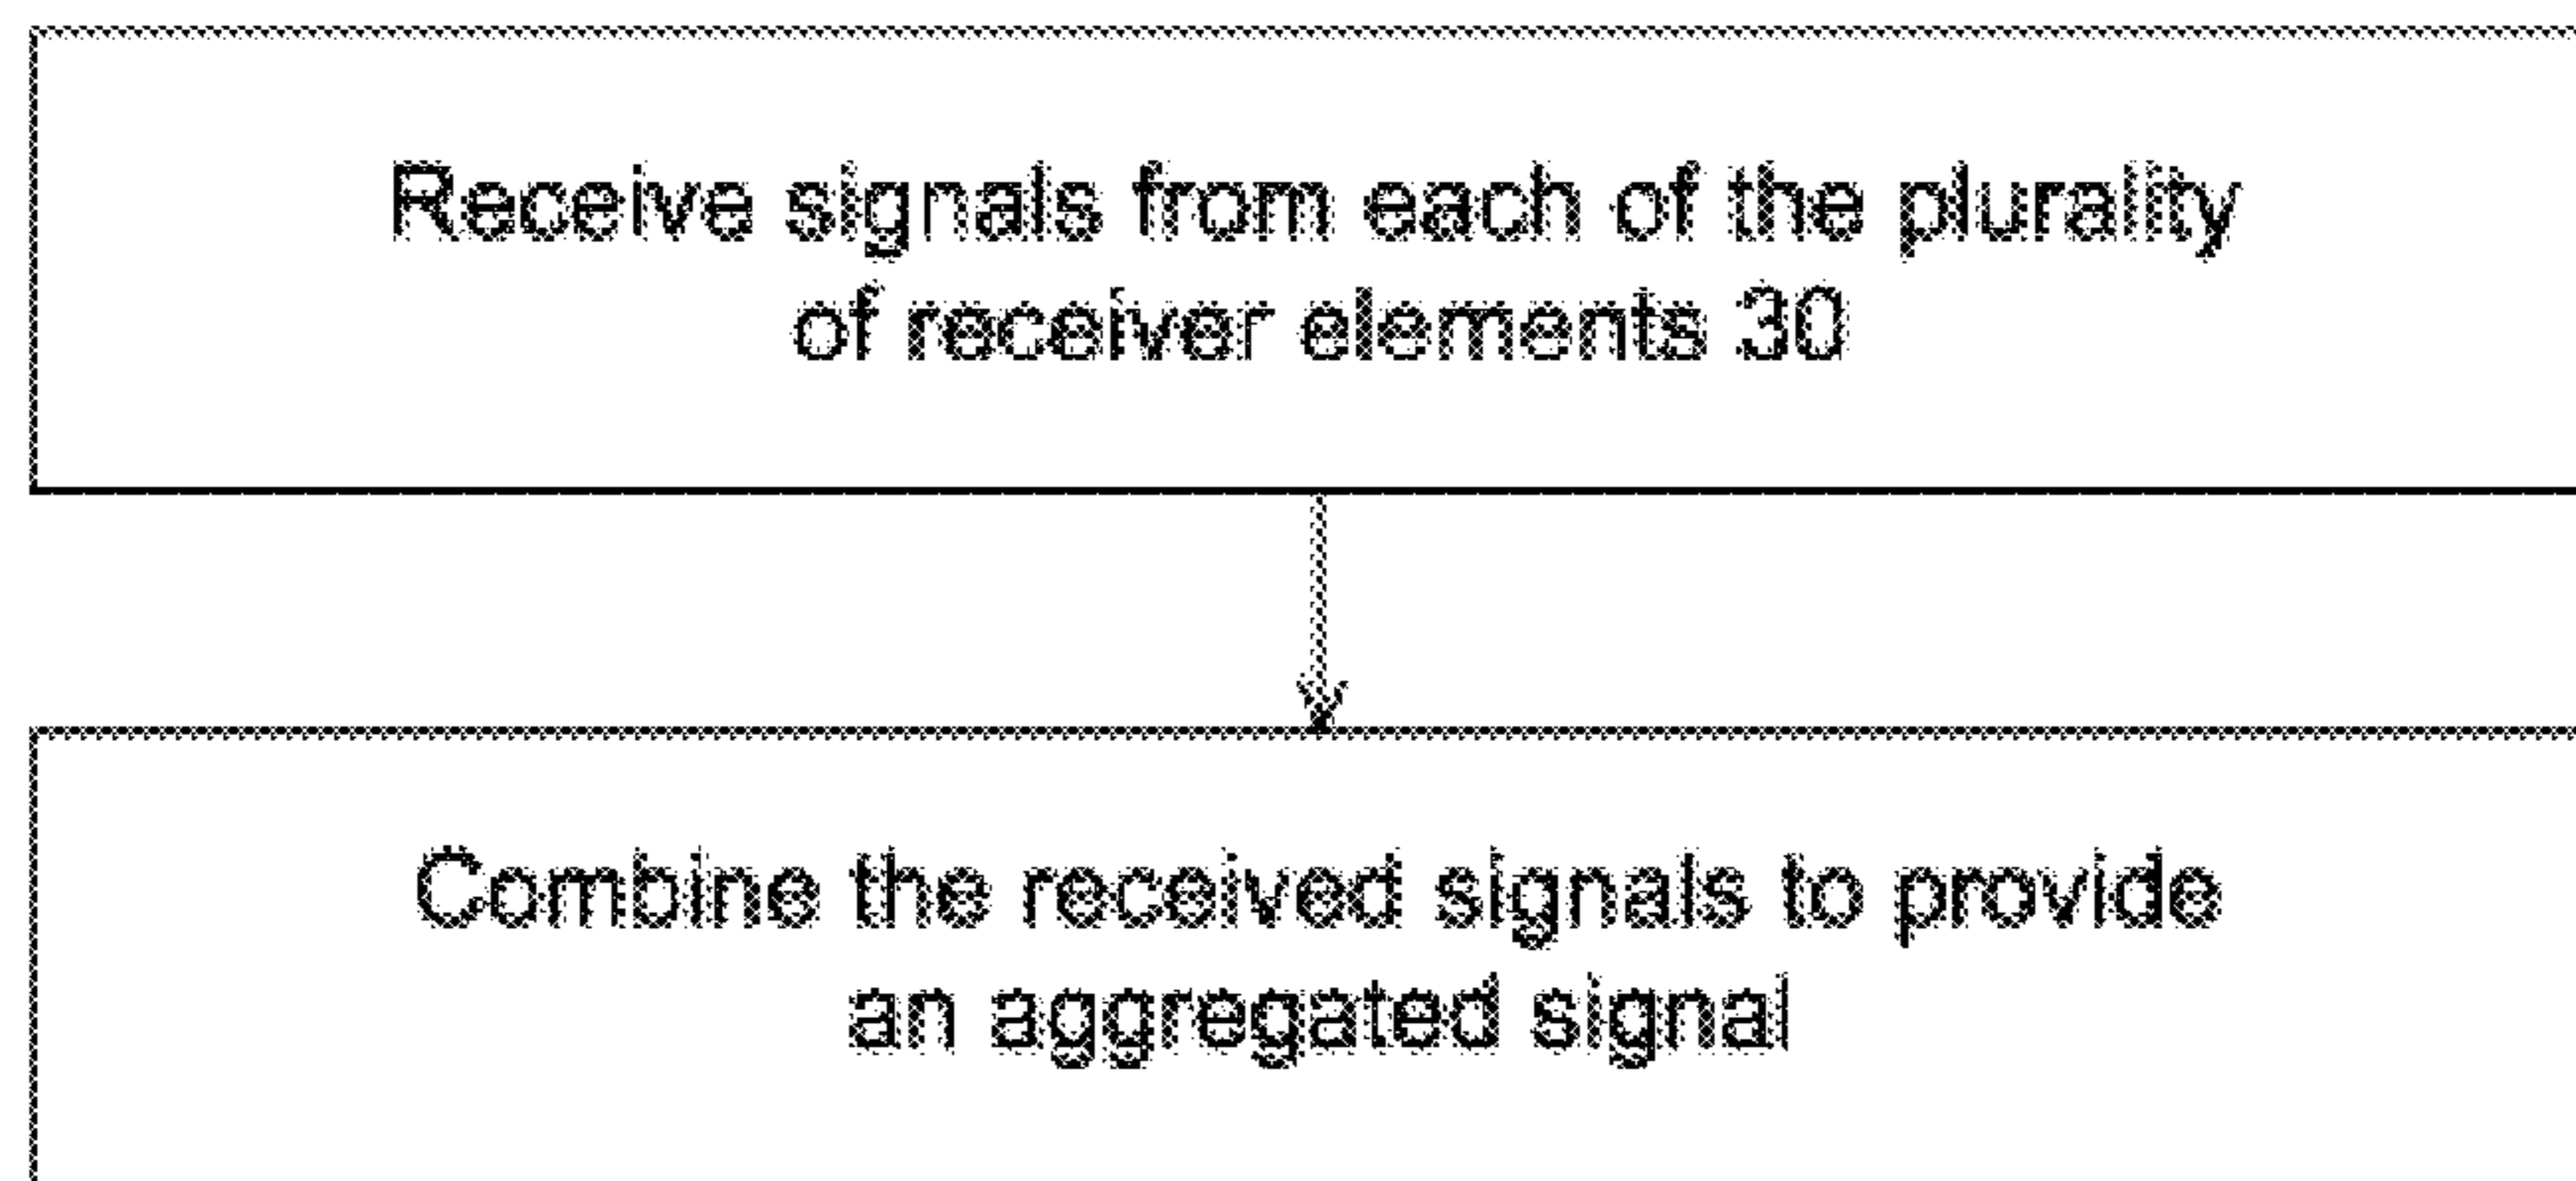 Receive signals from each of the plurality
of receiver elements 30
Combine the received signals to provide
an aggregated signal